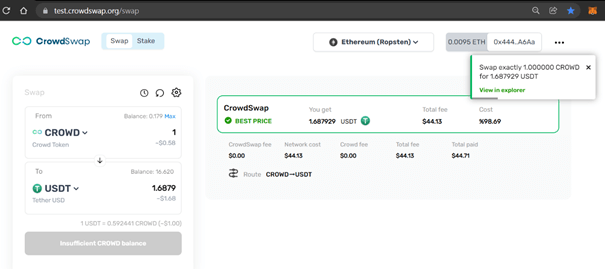 test.crowdswap.org/swap
CrowdSwap
Swap
Stake
Ethereum (Ropsten)
0.0095 ETH
0x444...A6Aa
Swap exactly 1.000000 CROWD
for 1.687929 USDT
View in explorer
Swap
From
Balance: 0.179 Max
CROWD
1
Crowd Token
~$0.58
To
Balance: 16.620
USDT
1.6879
Tether USD
~$1.68
1 USDT = 0.592441 CROWD (~$1.00)
Insufficient CROWD balance
CrowdSwap
BEST PRICE
You get
1.687929 USDT
Total fee
$44.13
Cost
%98.69
CrowdSwap fee
$0.00
Network cost
$44.13
Crowd fee
$0.00
Total fee
$44.13
Total paid
$44.71
Route CROWD→USDT